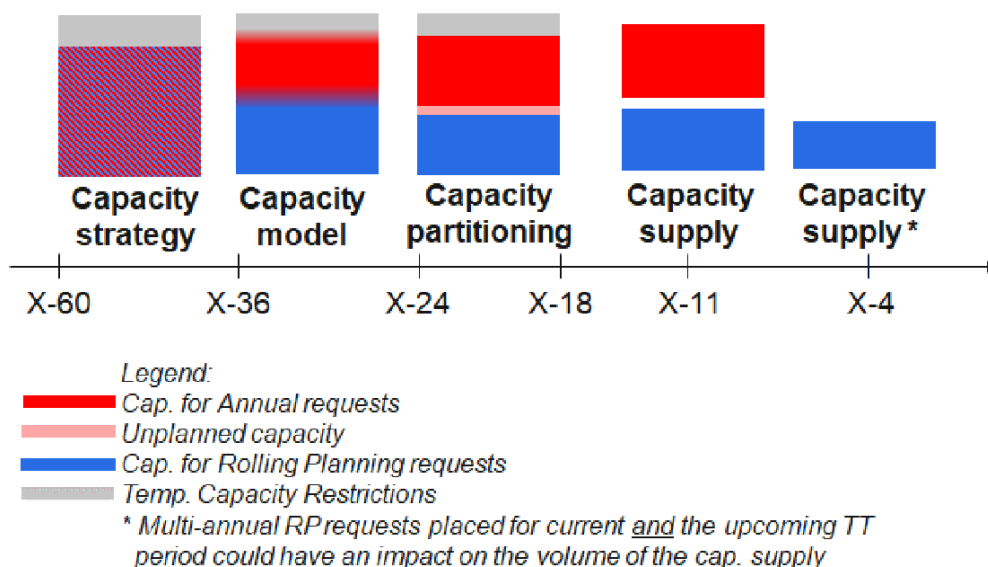 Capacity strategy
Capacity model
Capacity partitioning
Capacity supply
Capacity supply *
X-60 X-36 X-24 X-18 X-11 X-4
Legend:
Cap. for Annual requests
Unplanned capacity
Cap. for Rolling Planning requests
Temp. Capacity Restrictions
* Multi-annual RP requests placed for current and the upcoming TT
period could have an impact on the volume of the cap. supply